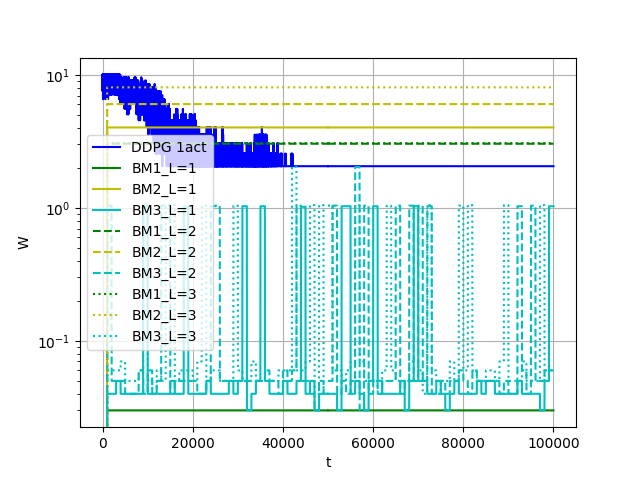 10¹
10⁰
10⁻¹
W
DDPG 1act
BM1_L=1
BM2_L=1
BM3_L=1
BM1_L=2
BM2_L=2
BM3_L=2
BM1_L=3
BM2_L=3
BM3_L=3
0 20000 40000 60000 80000 100000
t